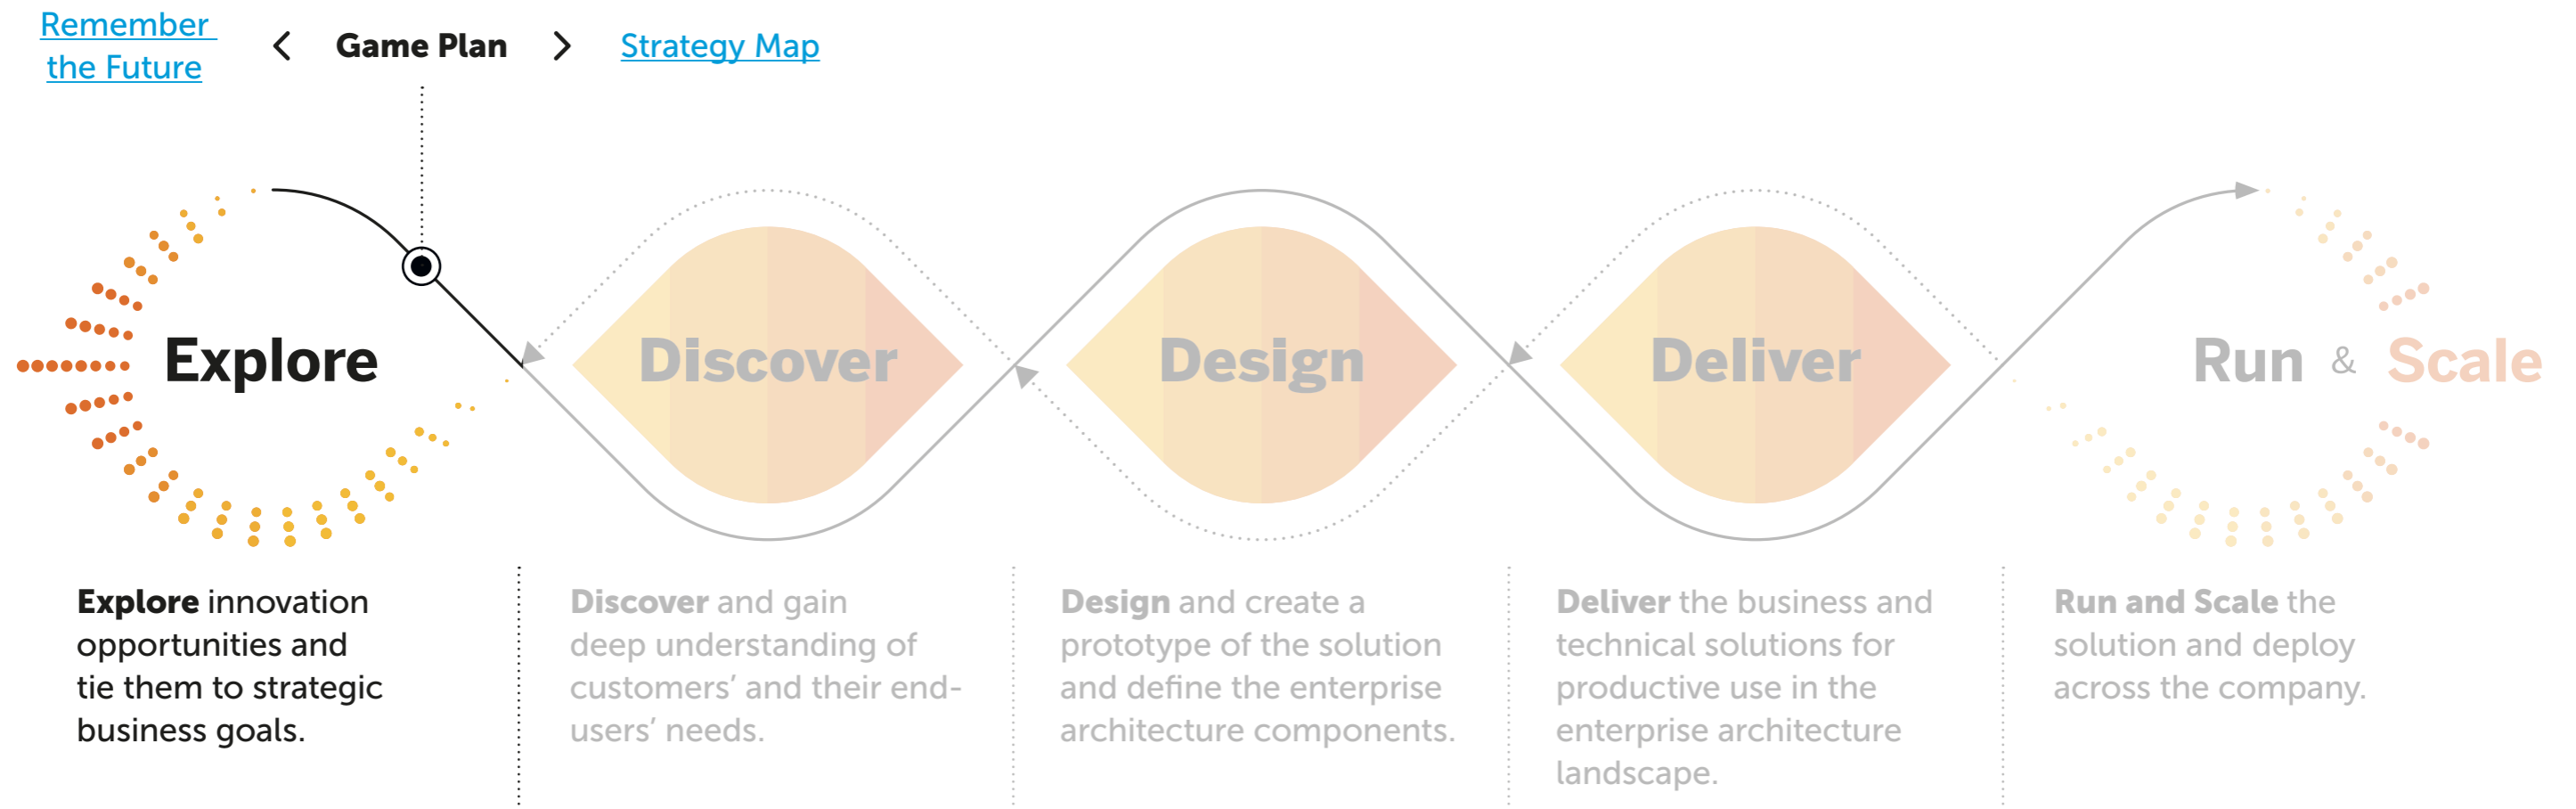 Remember
the Future
Game Plan
Strategy Map
Explore
Discover
Design
Deliver
Run & Scale
Explore innovation
opportunities and
tie them to strategic
business goals.
Discover and gain
deep understanding of
customers’ and their end-
users’ needs.
Design and create a
prototype of the solution
and define the enterprise
architecture components.
Deliver the business and
technical solutions for
productive use in the
enterprise architecture
landscape.
Run and Scale the
solution and deploy
across the company.